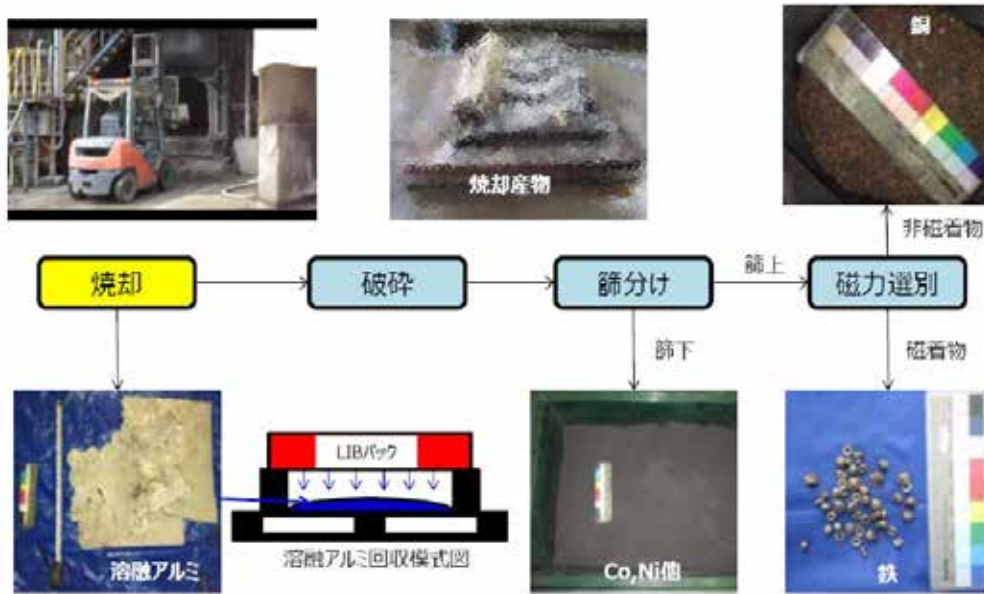 銅
焼却産物
非磁着物
焼却
破砕
篩分け
篩上
磁力選別
篩下
磁着物
LIBパック
溶融アルミ
溶融アルミ回収模式図
Co,Ni他
鉄